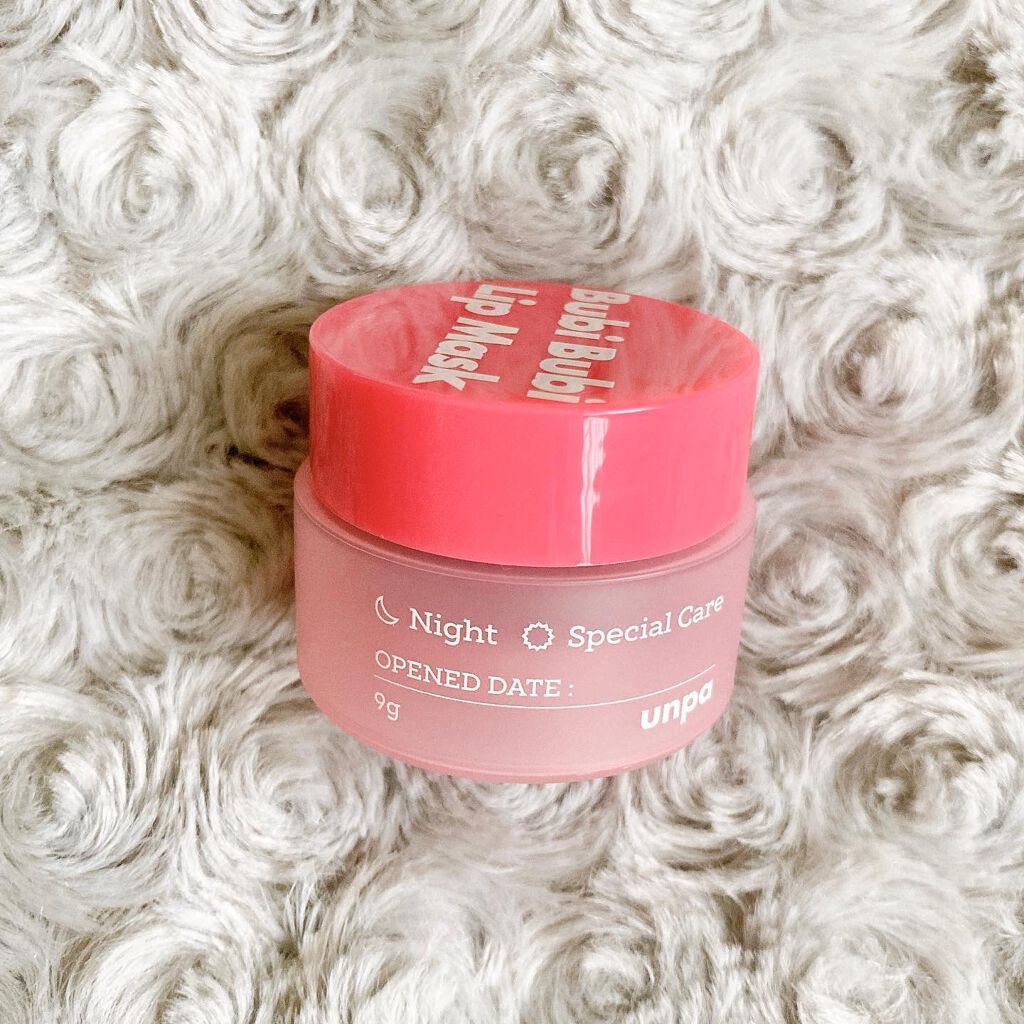 Bubi Bubi
Lip Mask
Night Special Care
OPENED DATE :
9g
unpa